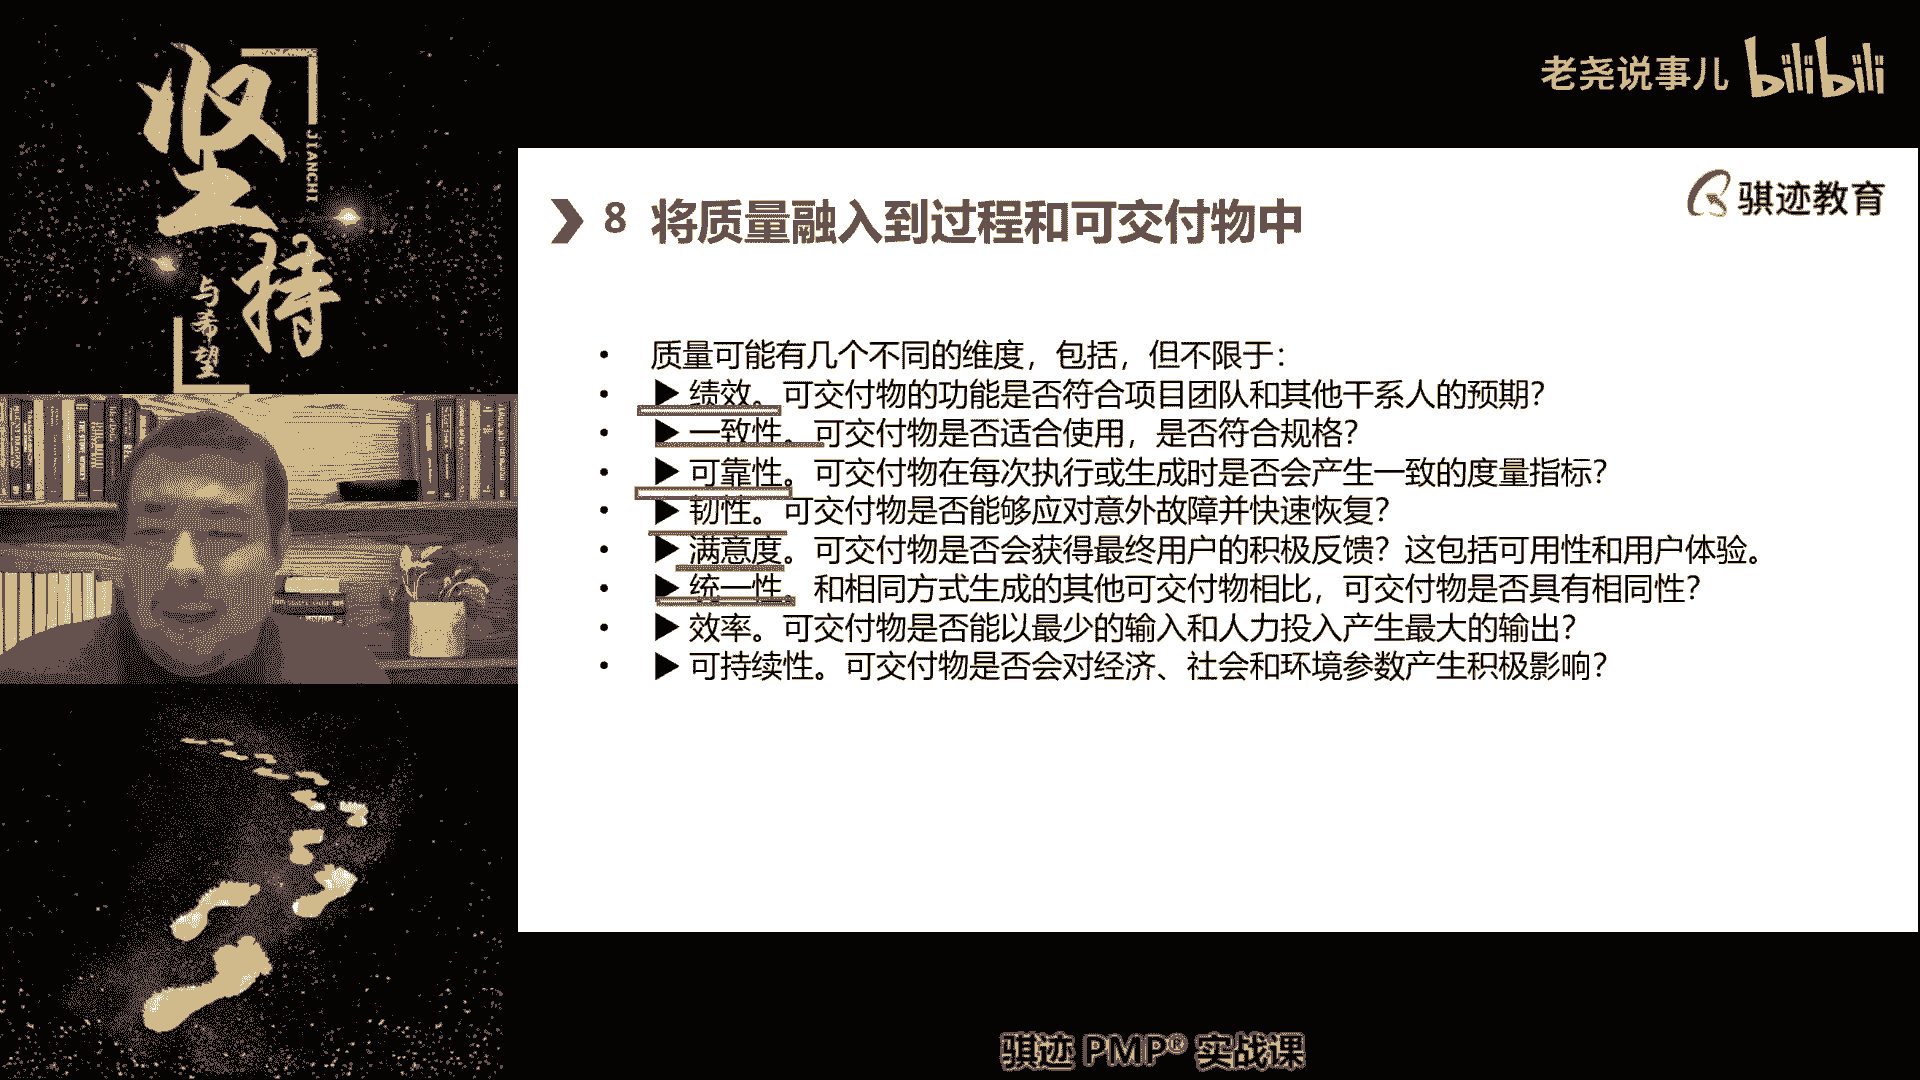 坚持
JIANCHI
与希望
老尧说事儿 bilibili
骐迹教育
8 将质量融入到过程和可交付物中
• 质量可能有几个不同的维度，包括，但不限于：
• ▶ 绩效。可交付物的功能是否符合项目团队和其他干系人的预期？
• ▶ 一致性。可交付物是否适合使用，是否符合规格？
• ▶ 可靠性。可交付物在每次执行或生成时是否会产生一致的度量指标？
• ▶ 韧性。可交付物是否能够应对意外故障并快速恢复？
• ▶ 满意度。可交付物是否会获得最终用户的积极反馈？这包括可用性和用户体验。
• ▶ 统一性。和相同方式生成的其他可交付物相比，可交付物是否具有相同性？
• ▶ 效率。可交付物是否能以最少的输入和人力投入产生最大的输出？
• ▶ 可持续性。可交付物是否会对经济、社会和环境参数产生积极影响？
骐迹 PMP® 实战课